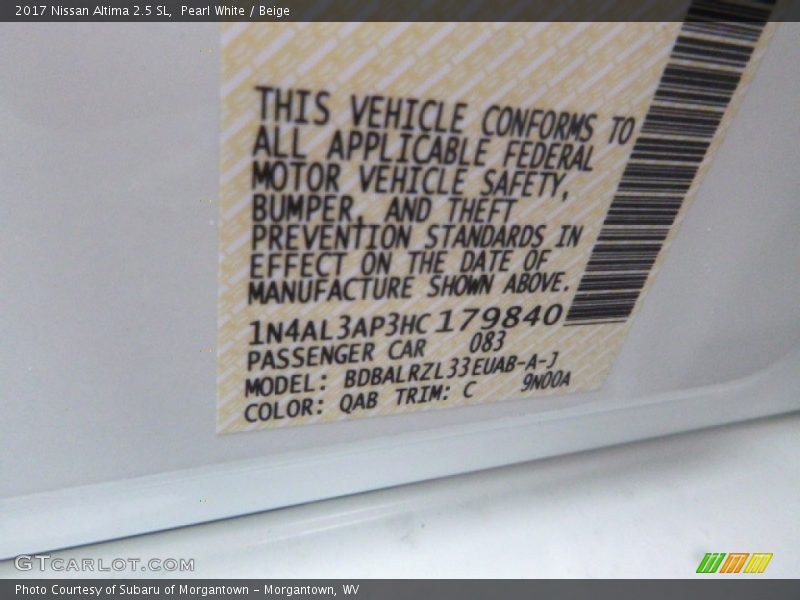 2017 Nissan Altima 2.5 SL,  Pearl White / Beige
THIS VEHICLE CONFORMS TO
ALL APPLICABLE FEDERAL
MOTOR VEHICLE SAFETY,
BUMPER, AND THEFT
PREVENTION STANDARDS IN
EFFECT ON THE DATE OF
MANUFACTURE SHOWN ABOVE.
1N4AL3AP3HC179840
PASSENGER CAR 083
MODEL: BDBALRZL33EUAB-A-J
COLOR: QAB TRIM: C 9N00A
GTCARLOT.COM
Photo Courtesy of Subaru of Morgantown - Morgantown, WV